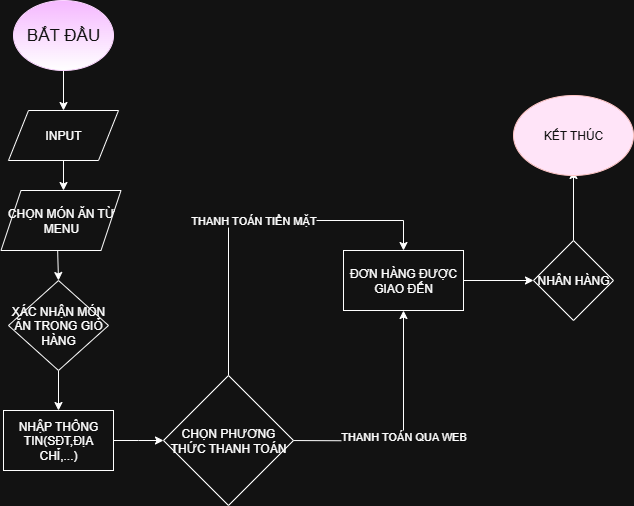 BẮT ĐẦU
INPUT
CHỌN MÓN ĂN TỪ
MENU
XÁC NHẬN MÓN
ĂN TRONG GIỎ
HÀNG
NHẬP THÔNG
TIN(SĐT,ĐỊA
CHỈ,...)
CHỌN PHƯƠNG
THỨC THANH TOÁN
THANH TOÁN TIỀN MẶT
THANH TOÁN QUA WEB
ĐƠN HÀNG ĐƯỢC
GIAO ĐẾN
NHẬN HÀNG
KẾT THÚC